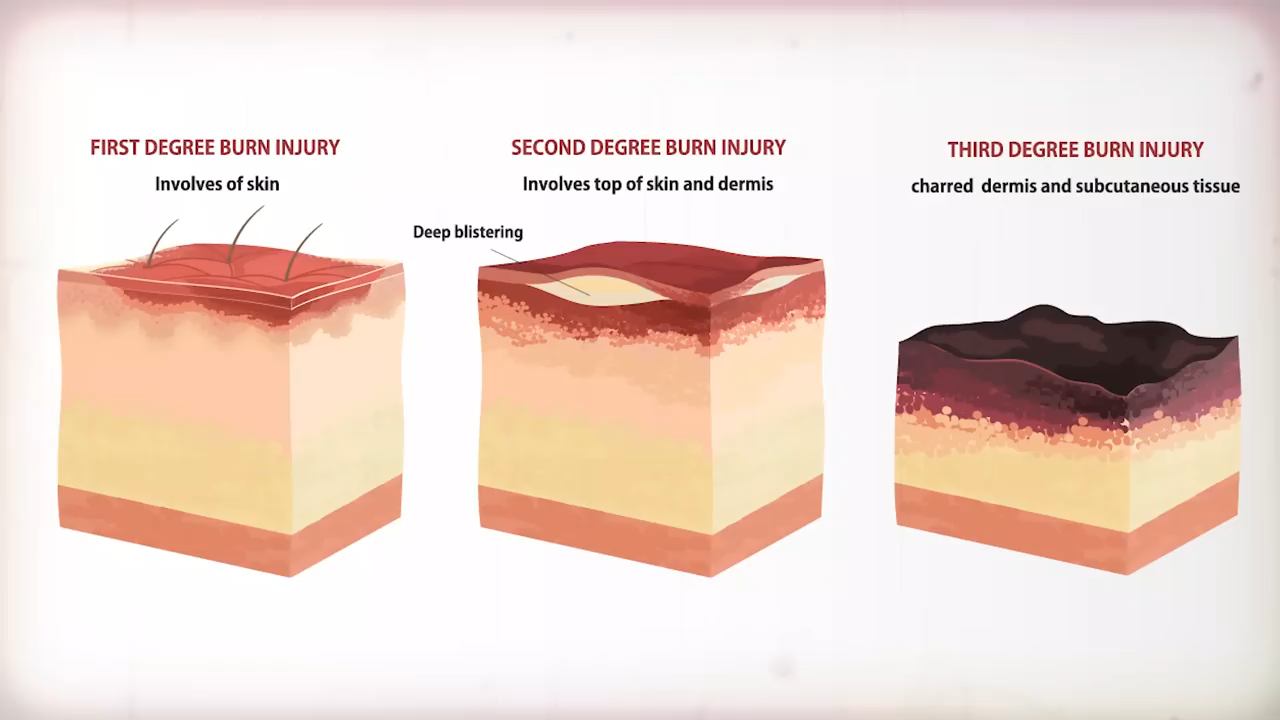 FIRST DEGREE BURN INJURY
Involves of skin
SECOND DEGREE BURN INJURY
Involves top of skin and dermis
Deep blistering
THIRD DEGREE BURN INJURY
charred dermis and subcutaneous tissue